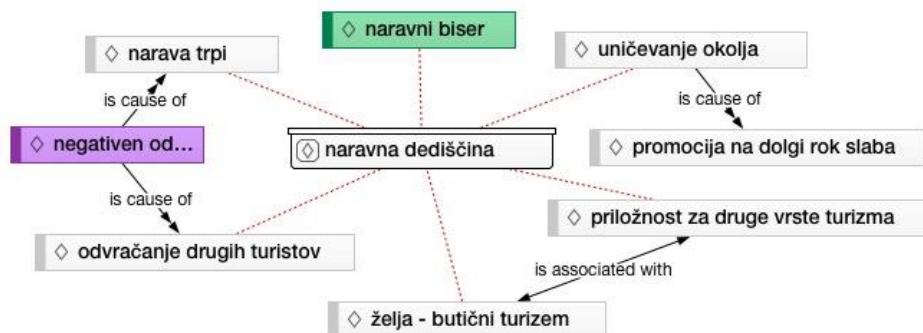 naravni biser
narava trpi
uničevanje okolja
is cause of
is cause of
negativen od...
naravna dediščina
promocija na dolgi rok slaba
is cause of
priložnost za druge vrste turizma
odvračanje drugih turistov
is associated with
želja - butični turizem